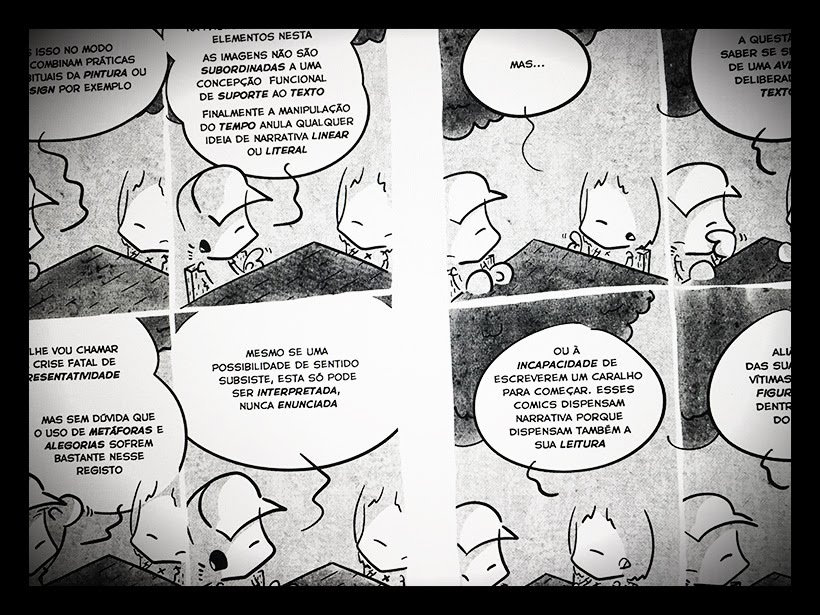 S ISSO NO MODO
COMBINAM PRÁTICAS
ITUAIS DA PINTURA OU
SIGN POR EXEMPLO
ELEMENTOS NESTA
AS IMAGENS NÃO SÃO
SUBORDINADAS A UMA
CONCEPÇÃO FUNCIONAL
DE SUPORTE AO TEXTO
FINALMENTE A MANIPULAÇÃO
DO TEMPO ANULA QUALQUER
IDEIA DE NARRATIVA LINEAR
OU LITERAL
LHE VOU CHAMAR
CRISE FATAL DE
RESENTATIVIDADE
MAS SEM DÚVIDA QUE
O USO DE METÁFORAS E
ALEGORIAS SOFREM
BASTANTE NESSE
REGISTO
MESMO SE UMA
POSSIBILIDADE DE SENTIDO
SUBSISTE, ESTA SÓ PODE
SER INTERPRETADA,
NUNCA ENUNCIADA
MAS...
A QUESTÃ
SABER SE S
DE UMA AVE
DELIBERAD
TEXTO
OU À
INCAPACIDADE DE
ESCREVEREM UM CARALHO
PARA COMEÇAR. ESSES
COMICS DISPENSAM
NARRATIVA PORQUE
DISPENSAM TAMBÉM A
SUA LEITURA
ALIÁ
DAS SUA
VÍTIMAS
FIGUR
DENTR
DO